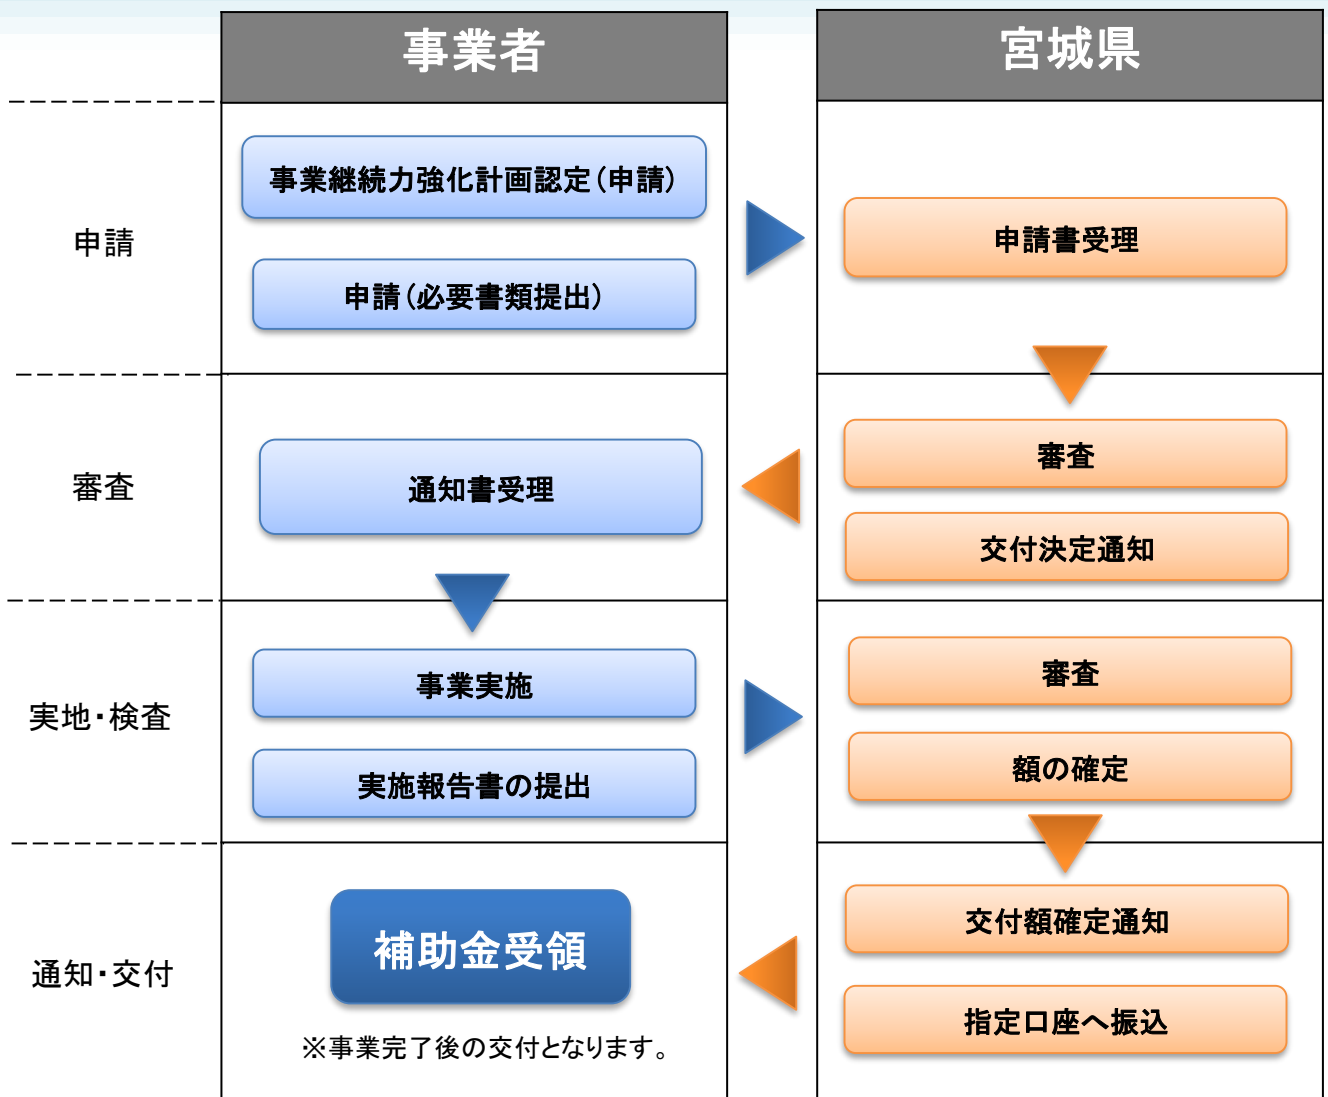 事業者
宮城県
申請
事業継続力強化計画認定（申請）
申請（必要書類提出）
申請書受理
審査
通知書受理
審査
交付決定通知
実地・検査
事業実施
実施報告書の提出
審査
額の確定
通知・交付
補助金受領
※事業完了後の交付となります。
交付額確定通知
指定口座へ振込